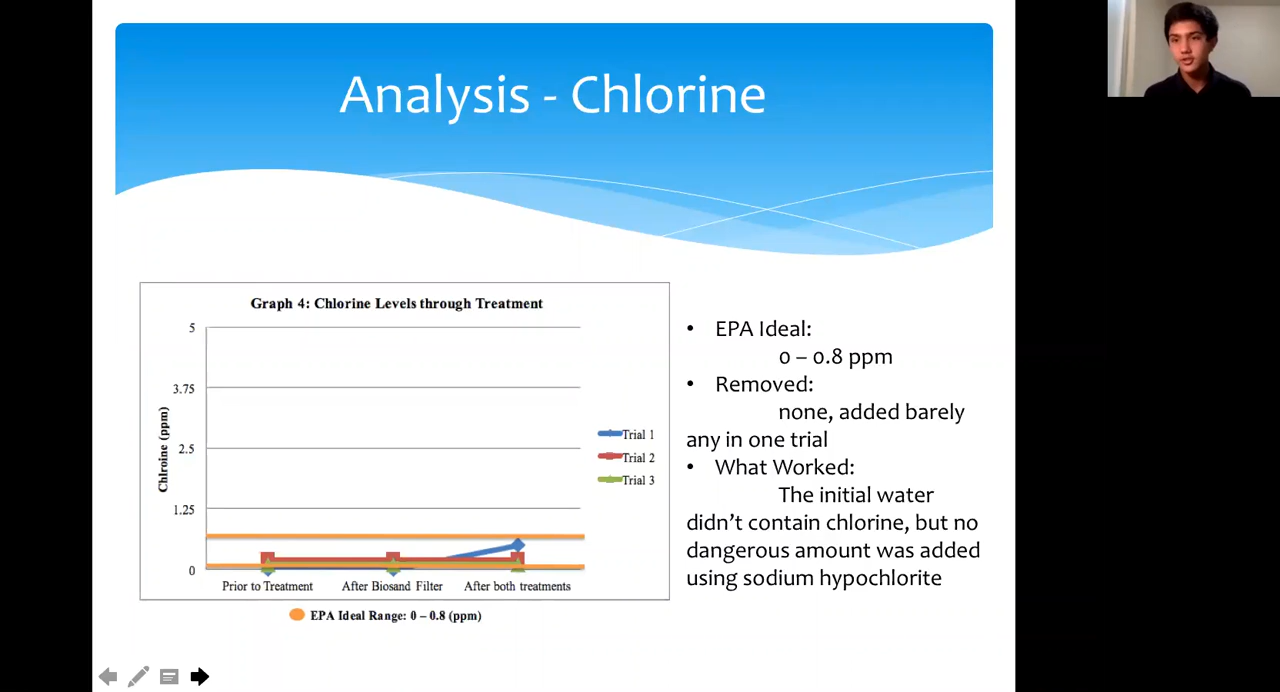 Analysis - Chlorine
Graph 4: Chlorine Levels through Treatment
5
3.75
2.5
1.25
0
Chlroine (ppm)
Trial 1
Trial 2
Trial 3
Prior to Treatment After Biosand Filter After both treatments
EPA Ideal Range: 0 – 0.8 (ppm)
• EPA Ideal:
0 – 0.8 ppm
• Removed:
none, added barely
any in one trial
• What Worked:
The initial water
didn’t contain chlorine, but no
dangerous amount was added
using sodium hypochlorite